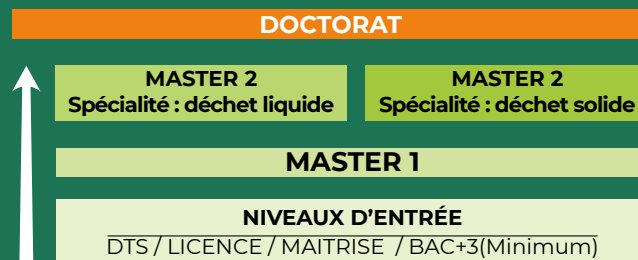 DOCTORAT
MASTER 2
Spécialité : déchet liquide
MASTER 2
Spécialité : déchet solide
MASTER 1
NIVEAUX D'ENTRÉE
DTS / LICENCE / MAITRISE / BAC+3(Minimum)